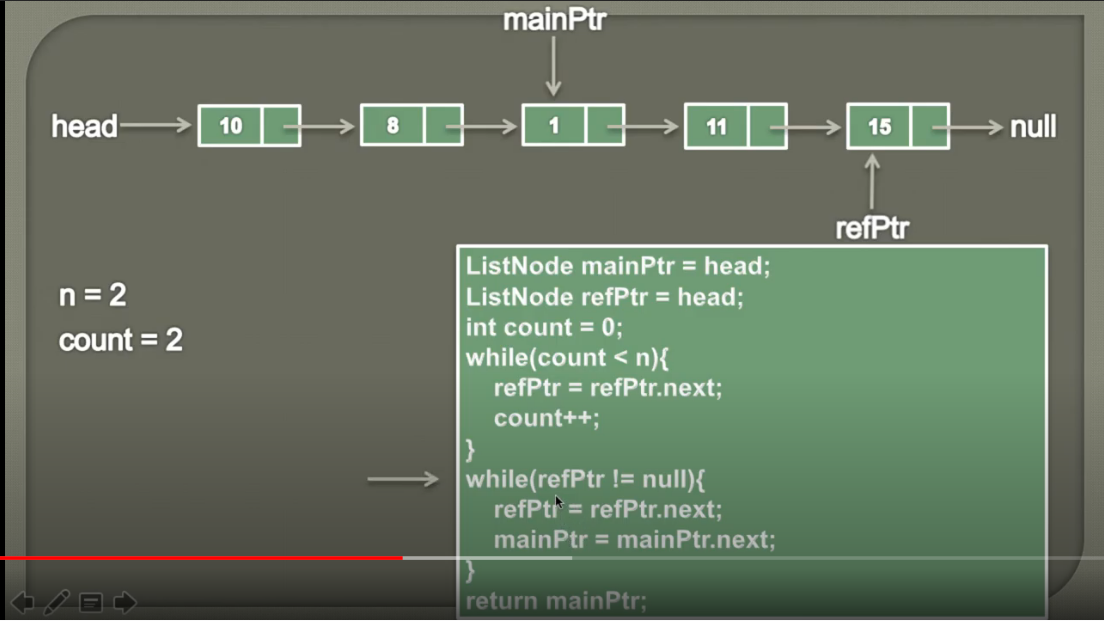 mainPtr
head 10 8 1 11 15 null
refPtr
n = 2
count = 2
ListNode mainPtr = head;
ListNode refPtr = head;
int count = 0;
while(count < n){
refPtr = refPtr.next;
count++;
}
while(refPtr != null){
refPtr = refPtr.next;
mainPtr = mainPtr.next;
}
return mainPtr;